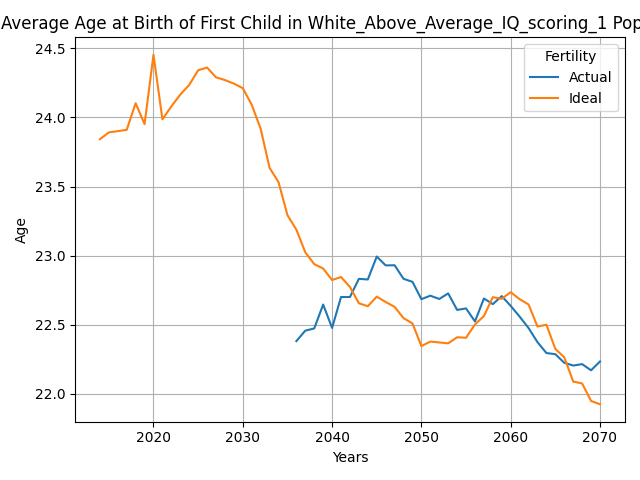 Average Age at Birth of First Child in White_Above_Average_IQ_scoring_1 Pop
24.5
24.0
23.5
23.0
22.5
22.0
Age
Fertility
Actual
Ideal
2020 2030 2040 2050 2060 2070
Years